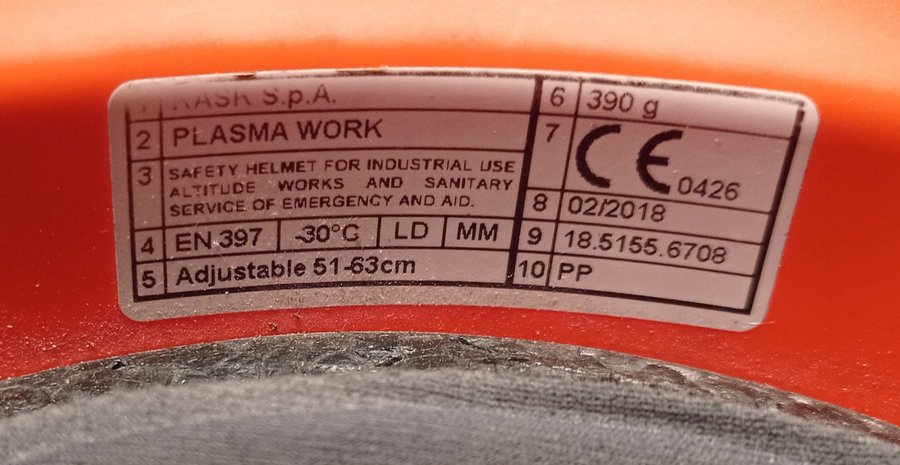 1 KASK S.p.A.
2 PLASMA WORK
3 SAFETY HELMET FOR INDUSTRIAL USE
ALTITUDE WORKS AND SANITARY
SERVICE OF EMERGENCY AND AID.
4 EN 397 -30°C LD MM
5 Adjustable 51-63cm
6 390 g
7 CE 0426
8 02/2018
9 18.5155.6708
10 PP